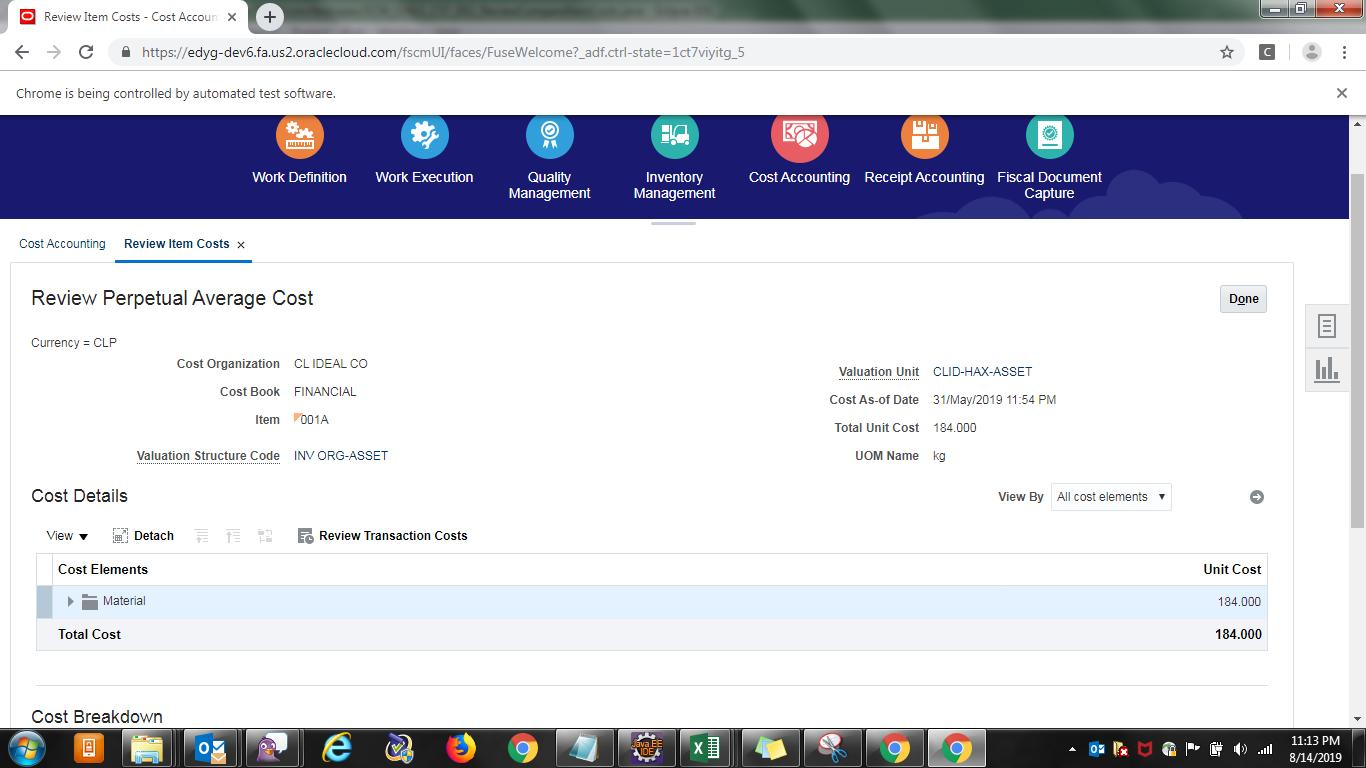 Review Item Costs - Cost Accoun
https://edyg-dev6.fa.us2.oraclecloud.com/fscmUI/faces/FuseWelcome?_adf.ctrl-state=1ct7viyitg_5
C
Chrome is being controlled by automated test software.
Work Definition
Work Execution
Quality
Management
Inventory
Management
Cost Accounting
Receipt Accounting
Fiscal Document
Capture
Cost Accounting
Review Item Costs
Review Perpetual Average Cost
Done
Currency = CLP
Cost Organization CL IDEAL CO
Cost Book FINANCIAL
Item 001A
Valuation Structure Code INV ORG-ASSET
Valuation Unit CLID-HAX-ASSET
Cost As-of Date 31/May/2019 11:54 PM
Total Unit Cost 184.000
UOM Name kg
Cost Details
View By All cost elements
View Detach Review Transaction Costs
Cost Elements Unit Cost
Material 184.000
Total Cost 184.000
Cost Breakdown
Java EE
IDE
11:13 PM
8/14/2019